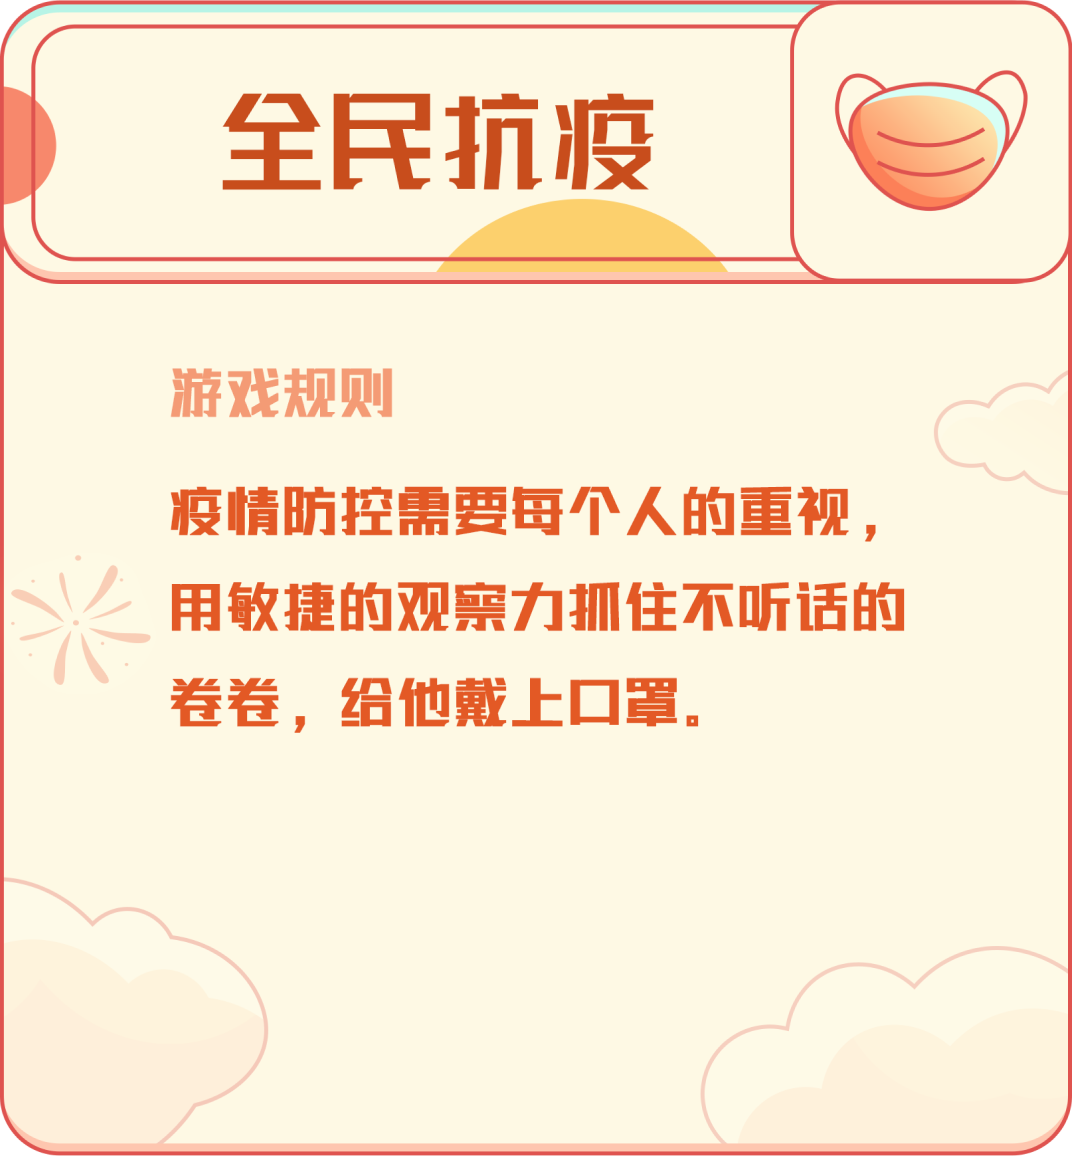 全民抗疫
游戏规则
疫情防控需要每个人的重视，
用敏捷的观察力抓住不听话的
卷卷，给他戴上口罩。